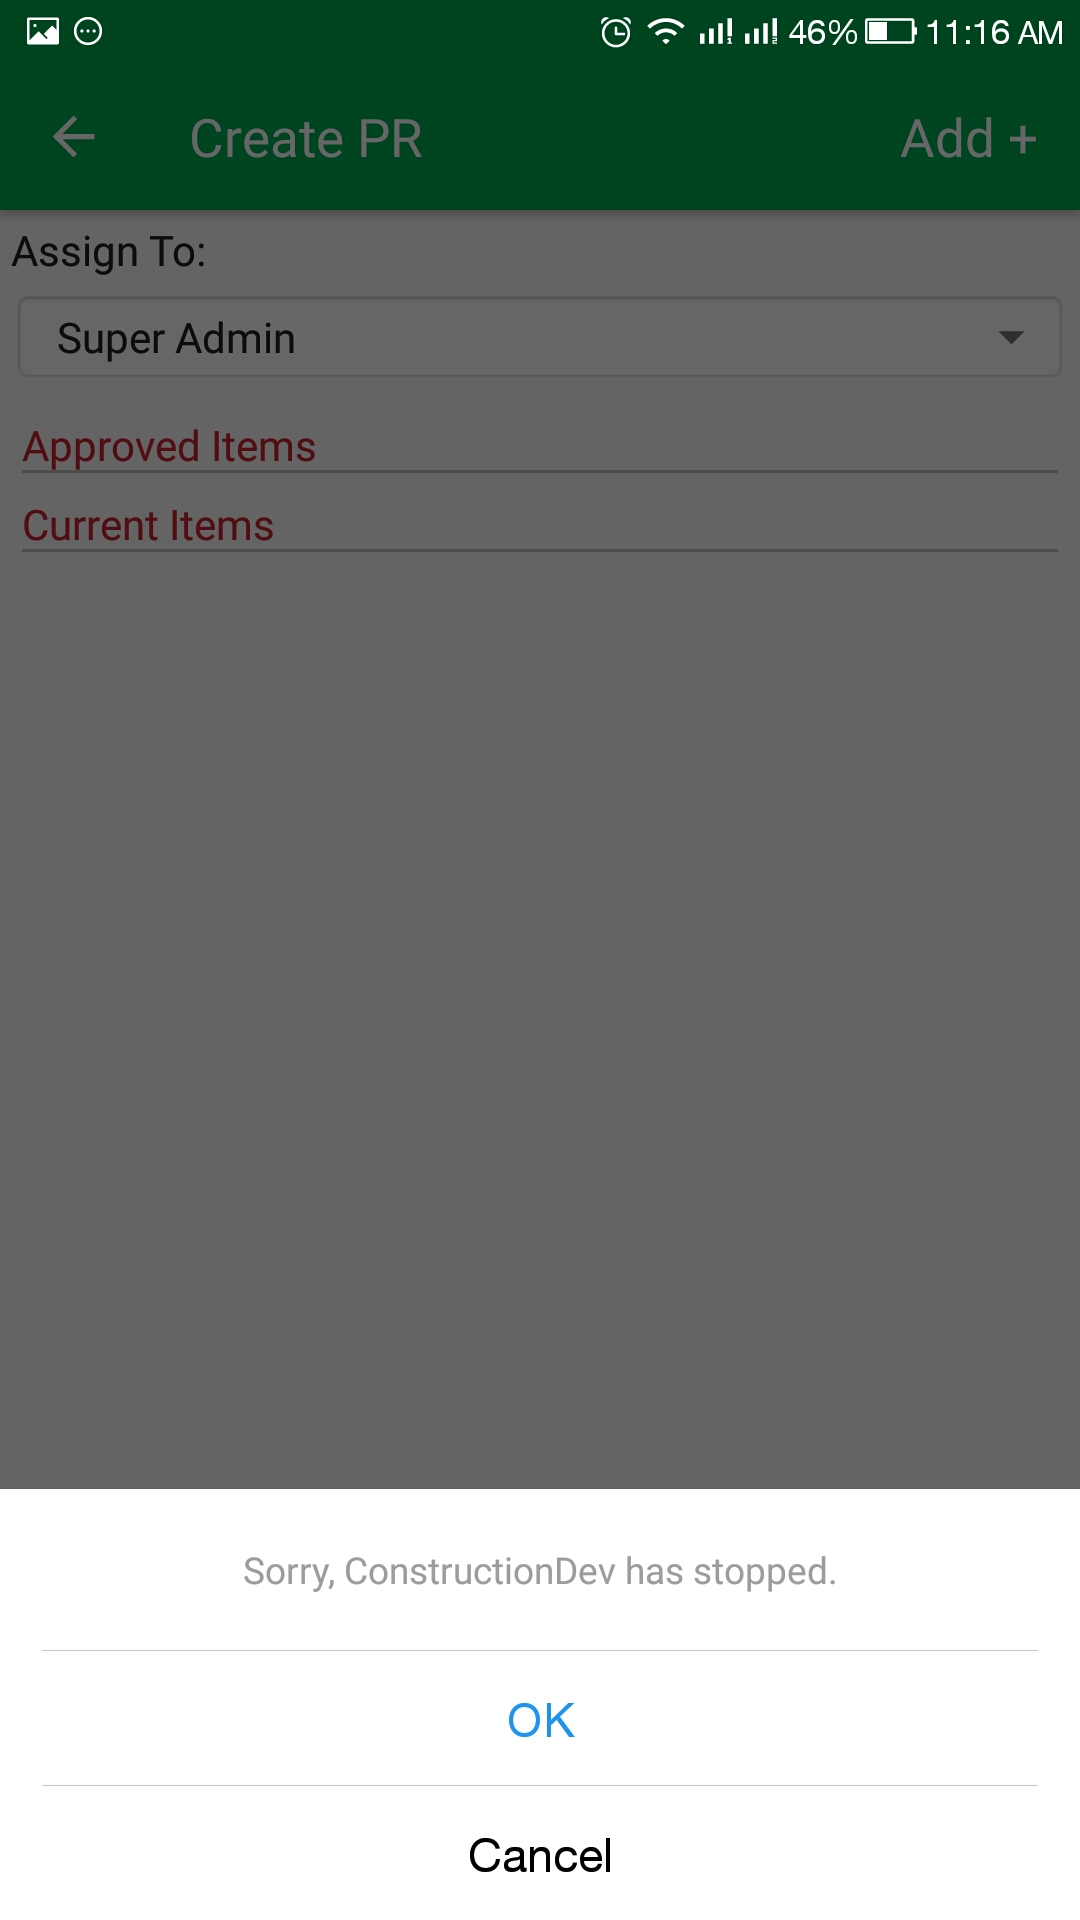 46% 11:16 AM
Create PR Add +
Assign To:
Super Admin
Approved Items
Current Items
Sorry, ConstructionDev has stopped.
OK
Cancel